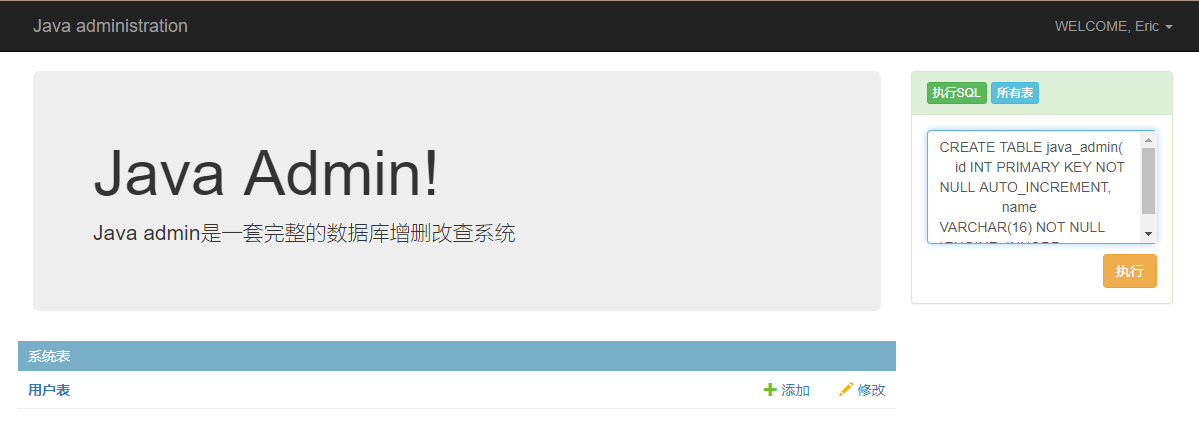 Java administration
WELCOME, Eric
Java Admin!
Java admin是一套完整的数据库增删改查系统
执行SQL 所有表
CREATE TABLE java_admin(
id INT PRIMARY KEY NOT
NULL AUTO_INCREMENT,
name
VARCHAR(16) NOT NULL
执行
系统表
用户表 添加 修改